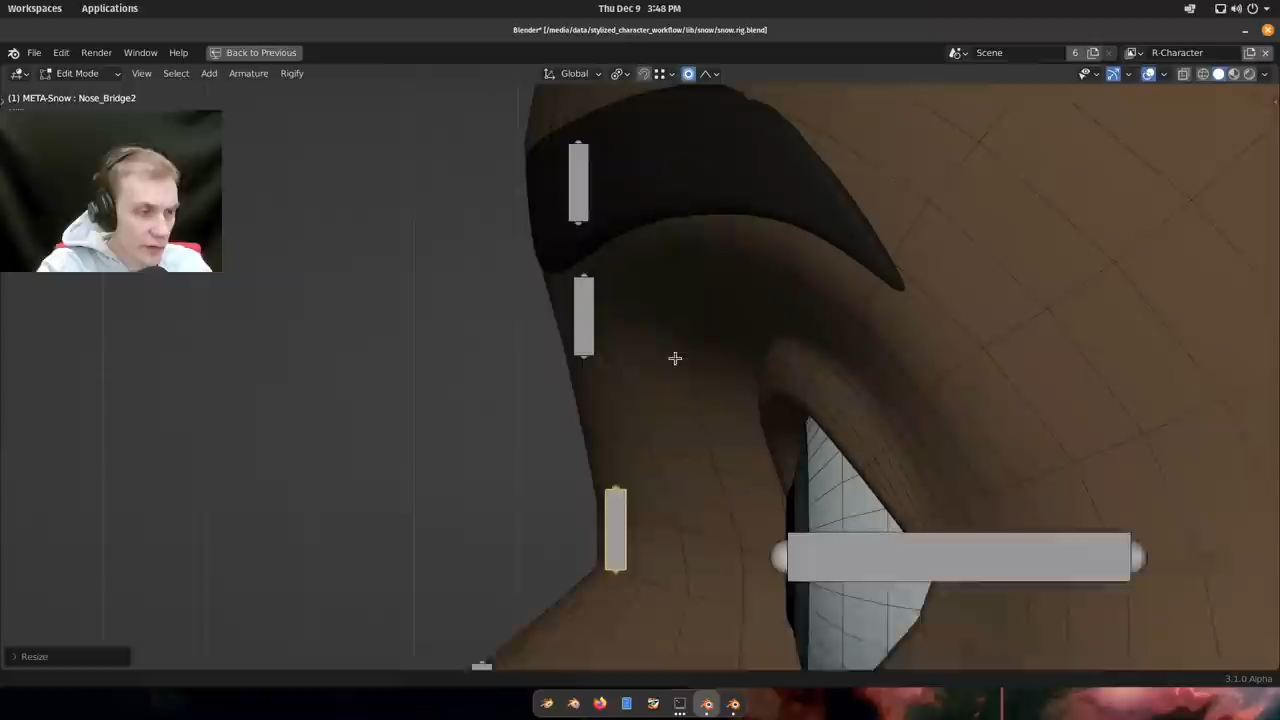 Workspaces Applications Thu Dec 9 3:48 PM
Blender* [/media/data/stylized_character_workflow/lib/snow/snow.rig.blend]
File Edit Render Window Help Back to Previous Scene 6 R-Character
Edit Mode View Select Add Armature Rigify Global
(1) META-Snow : Nose_Bridge2
Resize
3.1.0 Alpha